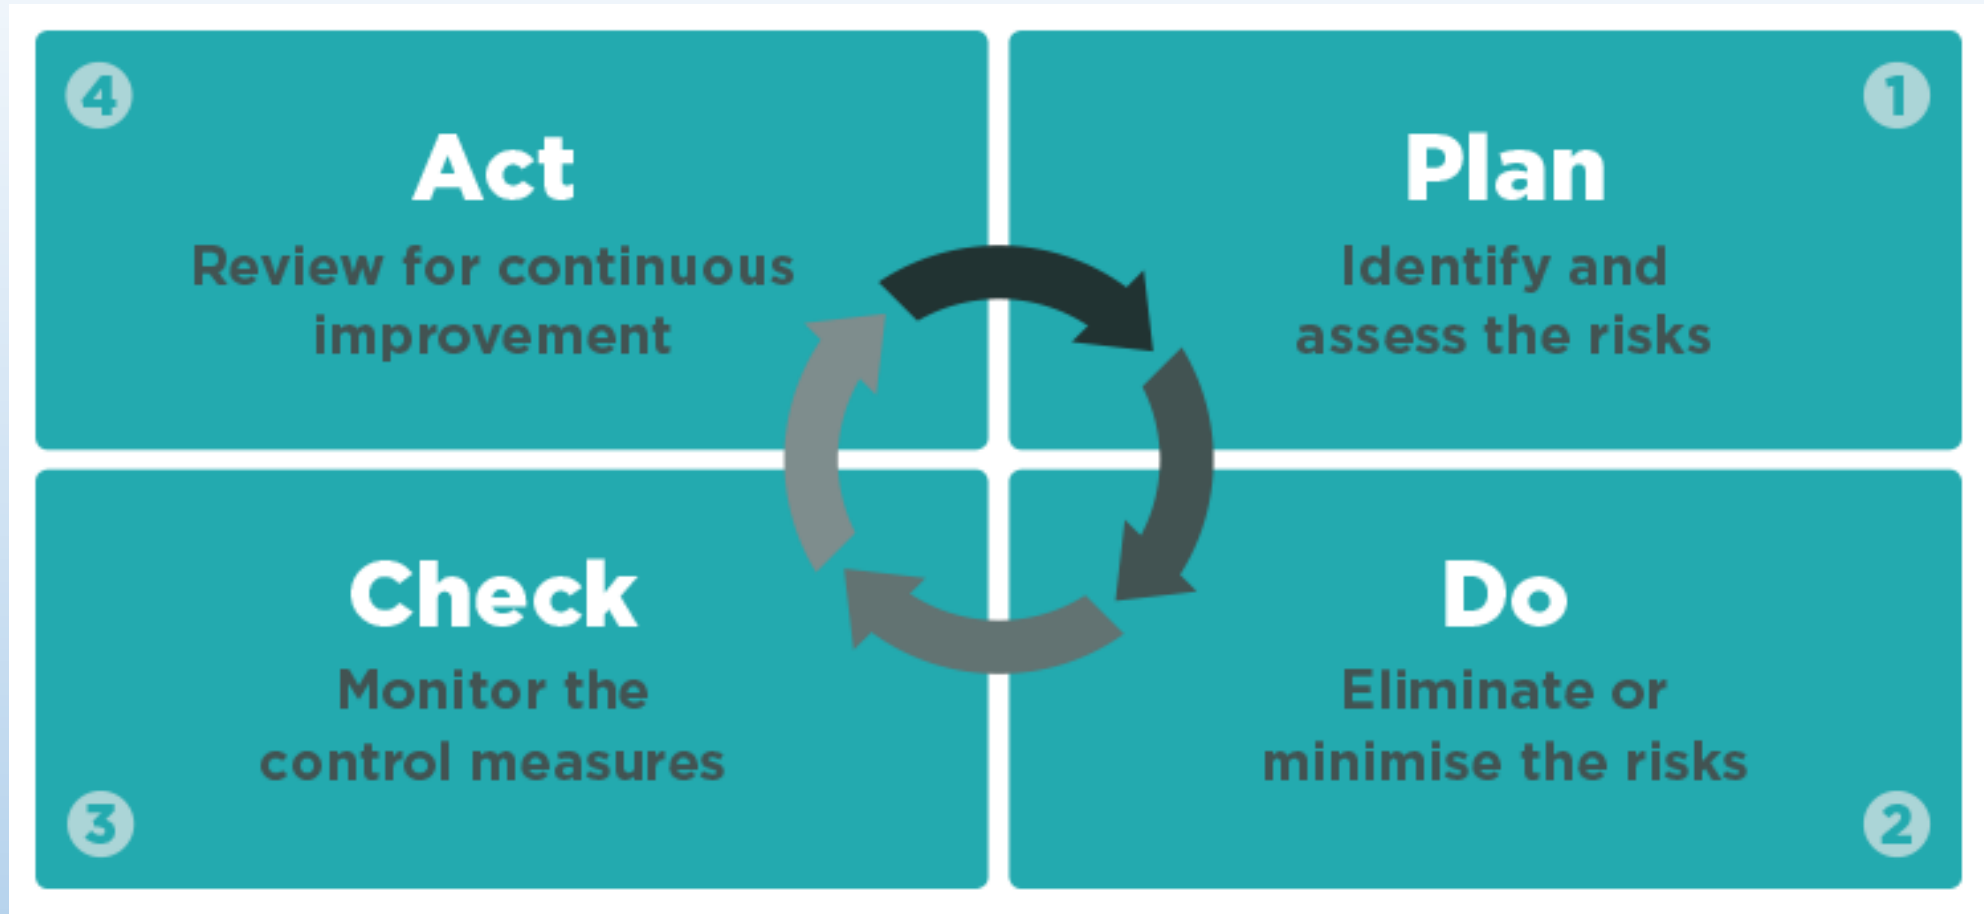 4
Act
Review for continuous
improvement
1
Plan
Identify and
assess the risks
Check
Monitor the
control measures
3
Do
Eliminate or
minimise the risks
2